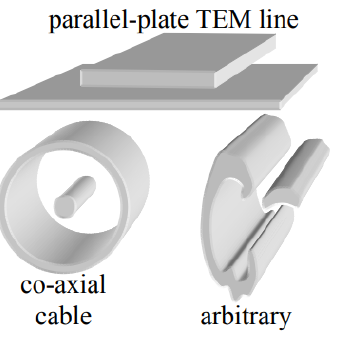 parallel-plate TEM line
co-axial
cable
arbitrary